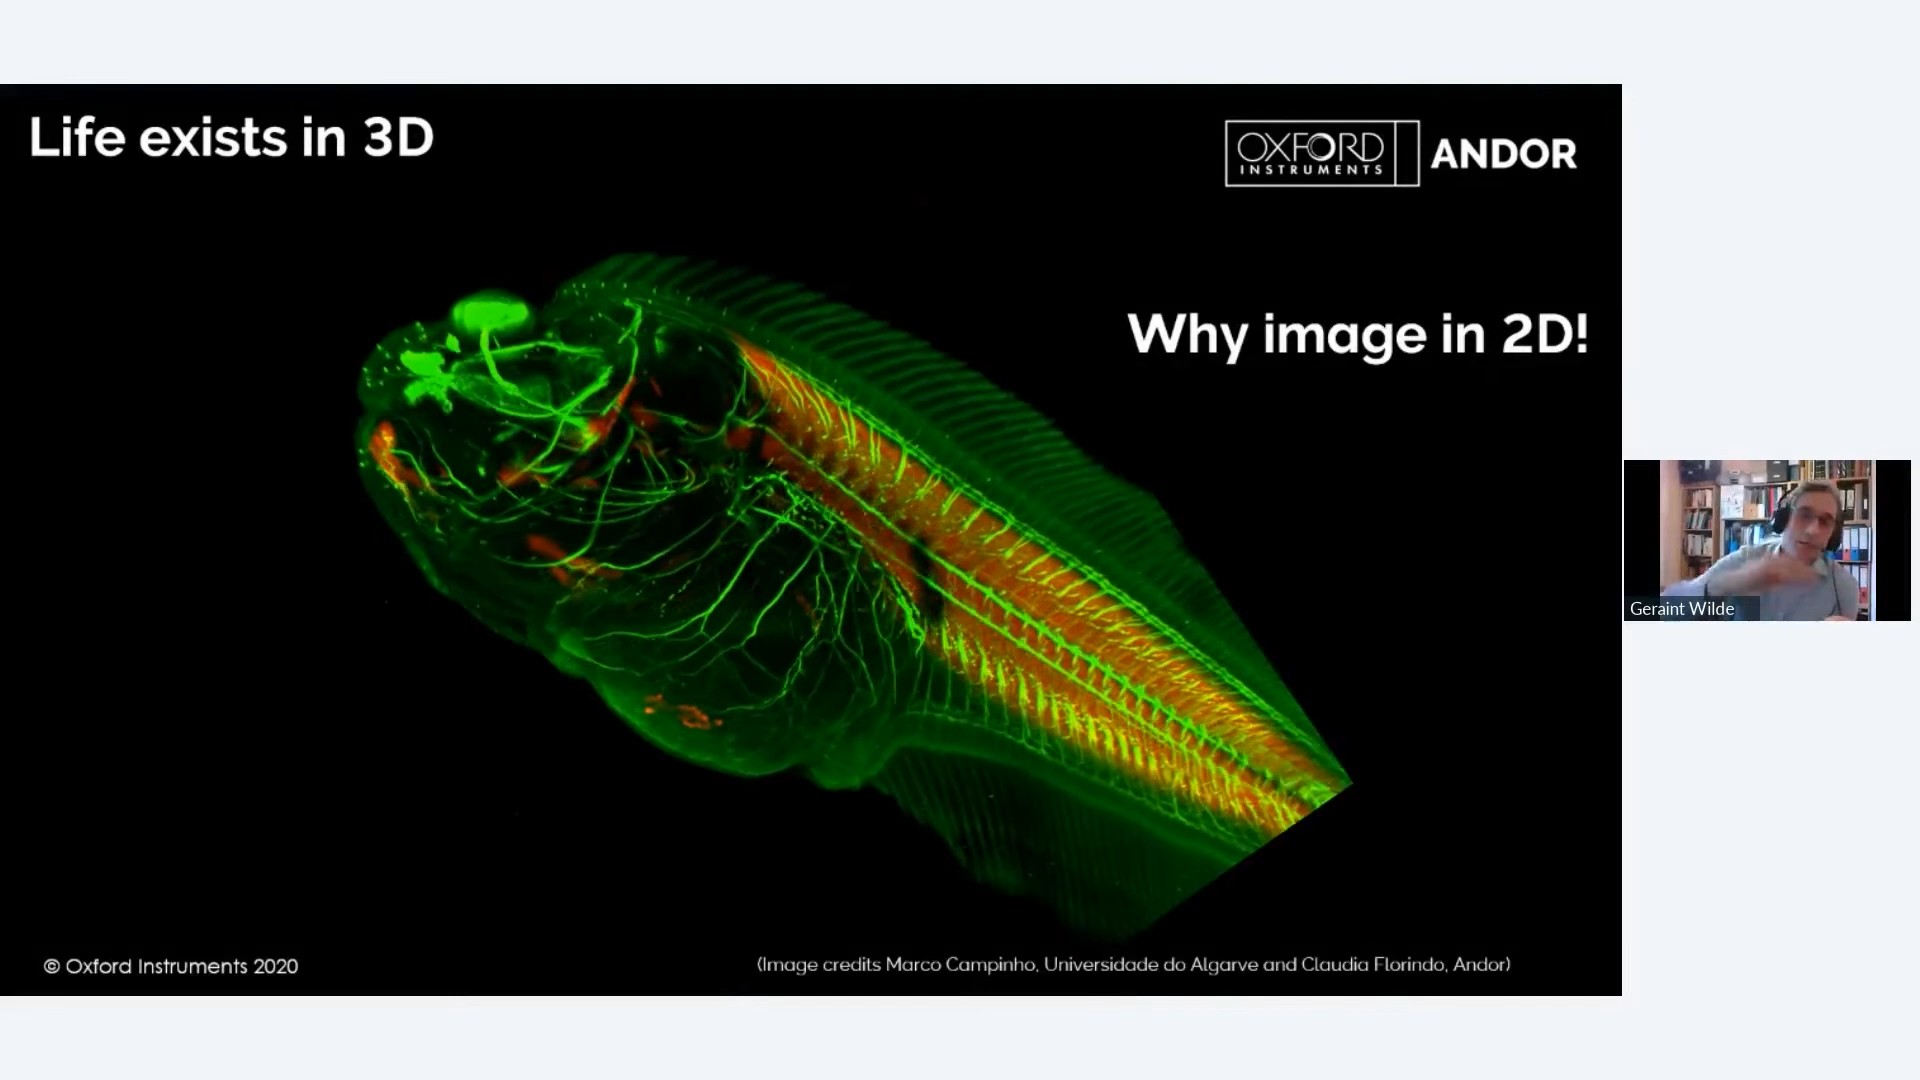 Life exists in 3D
OXFORD
INSTRUMENTS
ANDOR
Why image in 2D!
Geraint Wilde
© Oxford Instruments 2020
(Image credits Marco Campinho, Universidade do Algarve and Claudia Florindo, Andor)